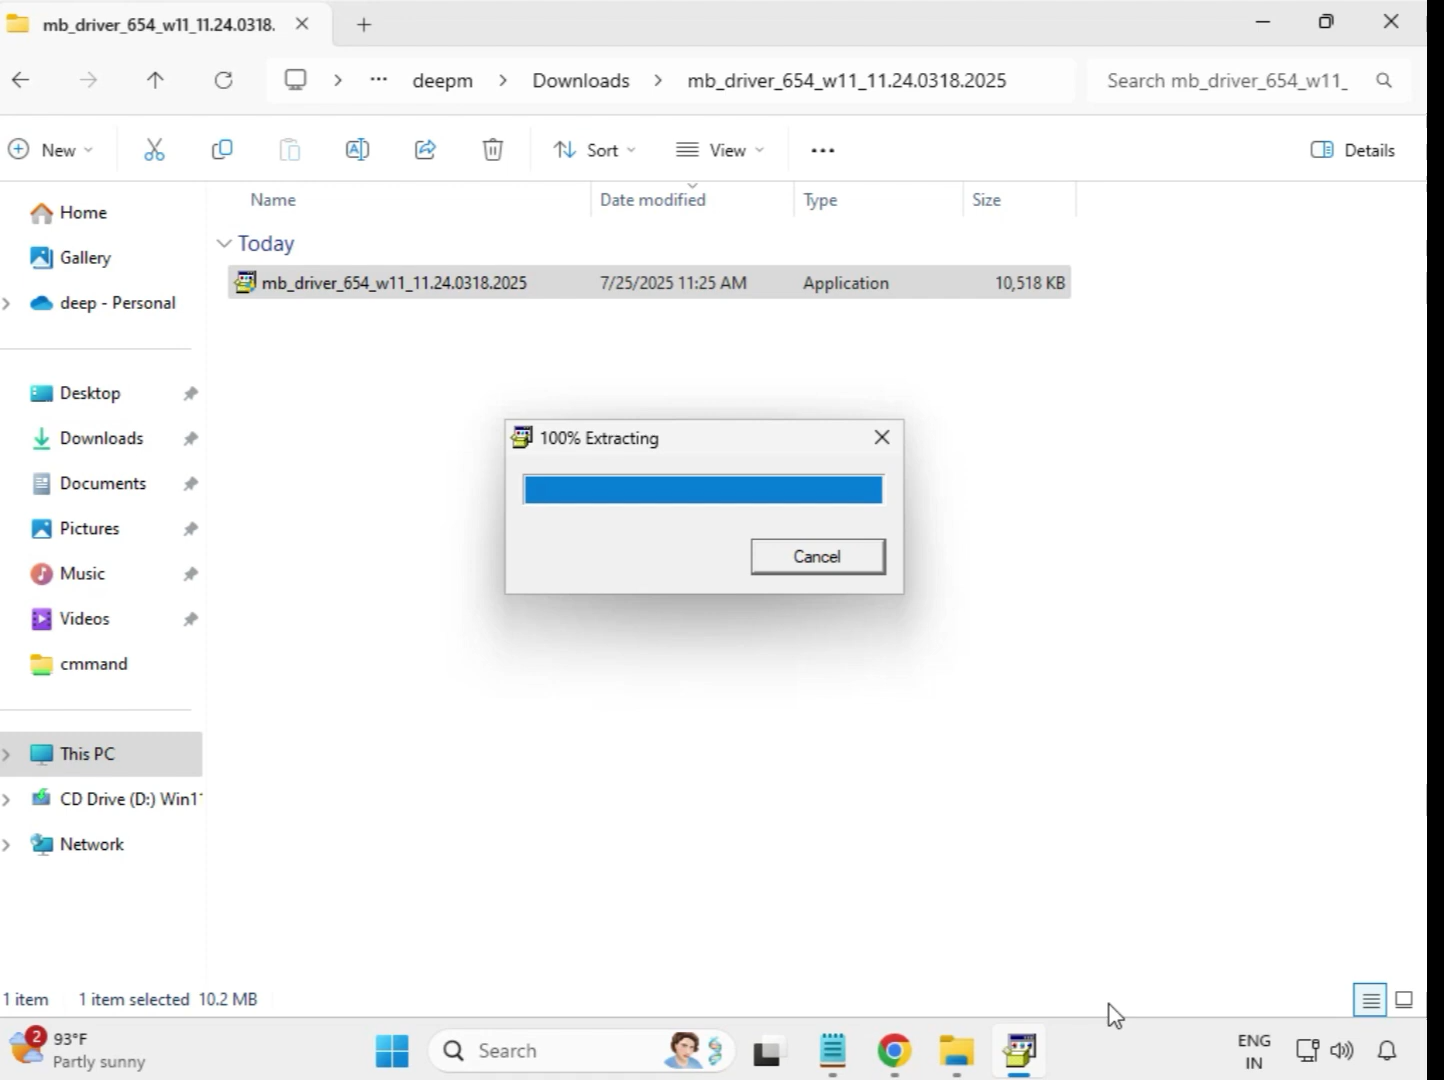 mb_driver_654_w11_11.24.0318.
deepm
Downloads
mb_driver_654_w11_11.24.0318.2025
Search mb_driver_654_w11_
New
Sort
View
Details
Name
Date modified
Type
Size
Home
Gallery
deep - Personal
Desktop
Downloads
Documents
Pictures
Music
Videos
cmmand
This PC
CD Drive (D:) Win11
Network
Today
mb_driver_654_w11_11.24.0318.2025
7/25/2025 11:25 AM
Application
10,518 KB
100% Extracting
Cancel
1 item
1 item selected 10.2 MB
2
93°F
Partly sunny
Search
ENG
IN